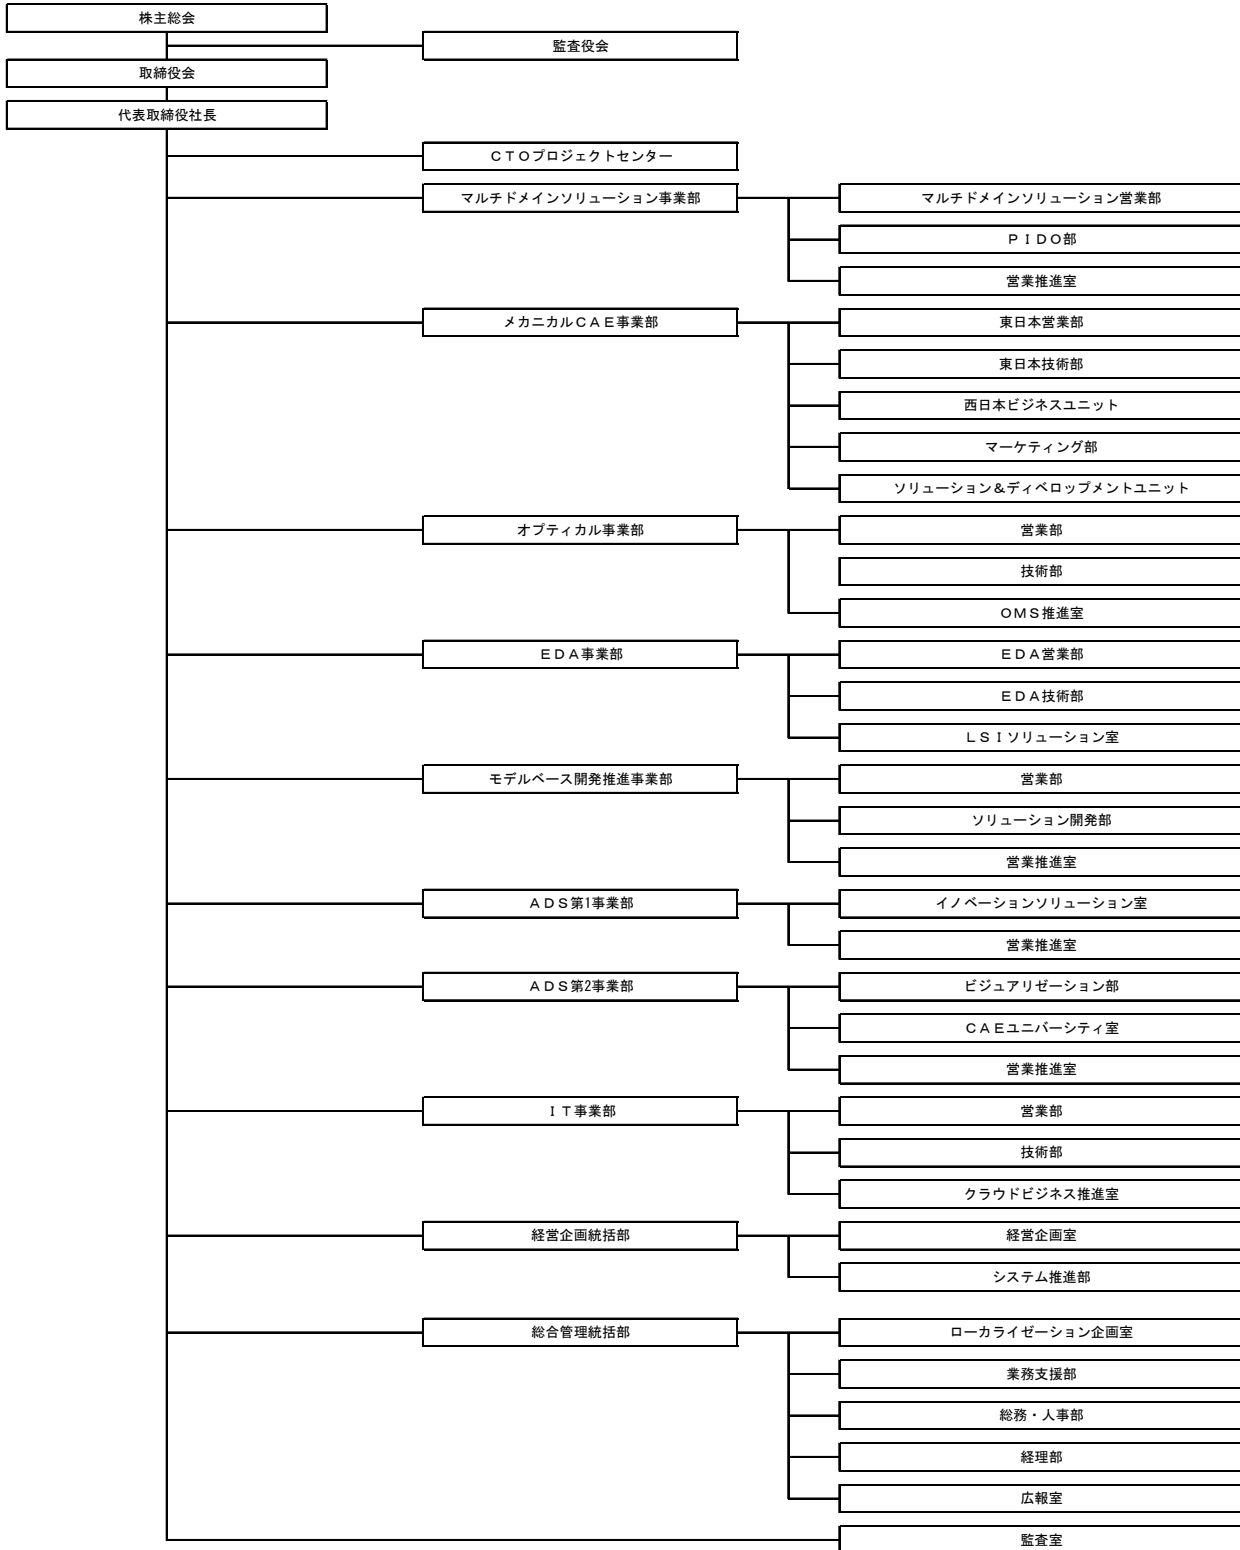 株主総会
監査役会
取締役会
代表取締役社長
ＣＴＯプロジェクトセンター
マルチドメインソリューション事業部
マルチドメインソリューション営業部
ＰＩＤＯ部
営業推進室
メカニカルＣＡＥ事業部
東日本営業部
東日本技術部
西日本ビジネスユニット
マーケティング部
ソリューション＆ディベロップメントユニット
オプティカル事業部
営業部
技術部
ＯＭＳ推進室
ＥＤＡ事業部
ＥＤＡ営業部
ＥＤＡ技術部
ＬＳＩソリューション室
モデルベース開発推進事業部
営業部
ソリューション開発部
営業推進室
ＡＤＳ第1事業部
イノベーションソリューション室
営業推進室
ＡＤＳ第2事業部
ビジュアリゼーション部
ＣＡＥユニバーシティ室
営業推進室
ＩＴ事業部
営業部
技術部
クラウドビジネス推進室
経営企画統括部
経営企画室
システム推進部
総合管理統括部
ローカライゼーション企画室
業務支援部
総務・人事部
経理部
広報室
監査室